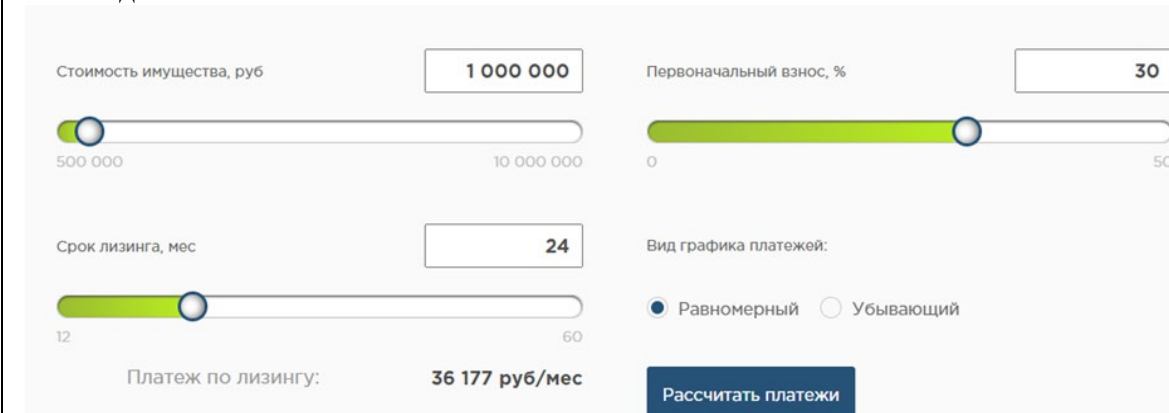 Стоимость имущества, руб
1 000 000
500 000
10 000 000
Первоначальный взнос, %
30
0
50
Срок лизинга, мес
24
12
60
Вид графика платежей:
Равномерный
Убывающий
Платеж по лизингу:
36 177 руб/мес
Рассчитать платежи